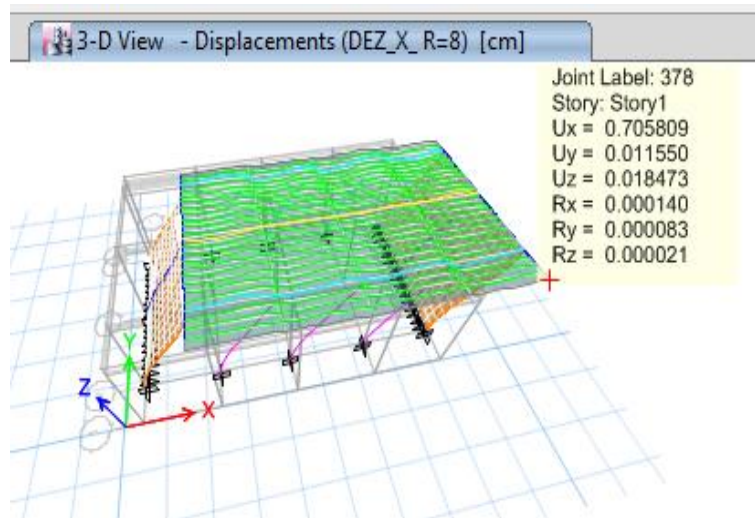 3-D View - Displacements (DEZ_X_ R=8) [cm]
Joint Label: 378
Story: Story1
Ux = 0.705809
Uy = 0.011550
Uz = 0.018473
Rx = 0.000140
Ry = 0.000083
Rz = 0.000021
Y
Z
X